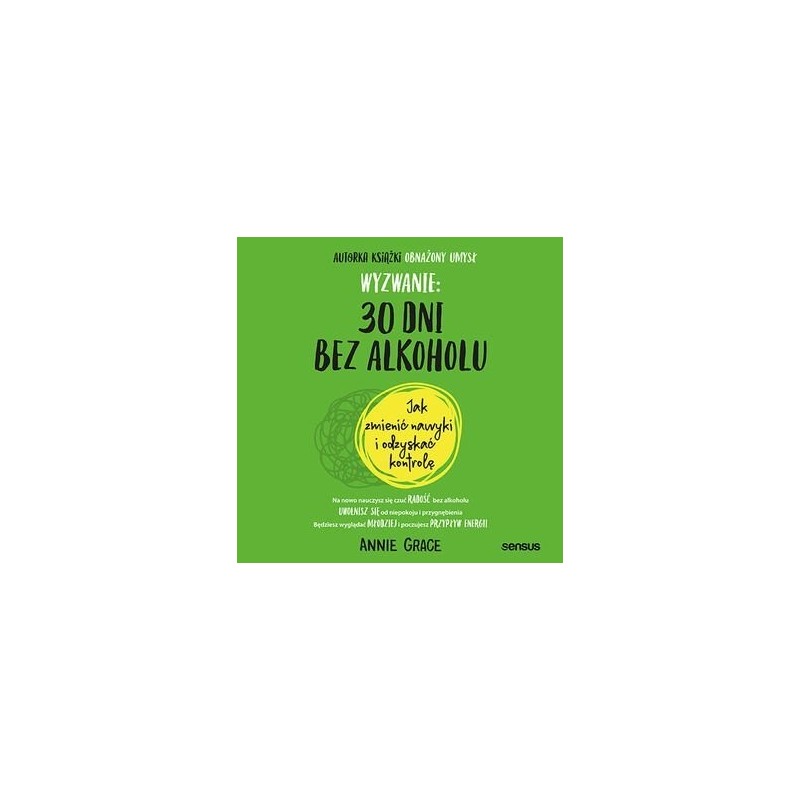 AUTORKA KSIĄŻKI OBNAŻONY UMYSŁ
WYZWANIE:
30 DNI
BEZ ALKOHOLU
Jak
zmienić nawyki
i odzyskać
kontrolę
Na nowo nauczysz się czuć RADOŚĆ bez alkoholu
UWOLNISZ SIĘ od niepokoju i przygnębienia
Będziesz wyglądać MŁODZIEJ i poczujesz PRZYPŁYW ENERGII
ANNIE GRACE
sensus